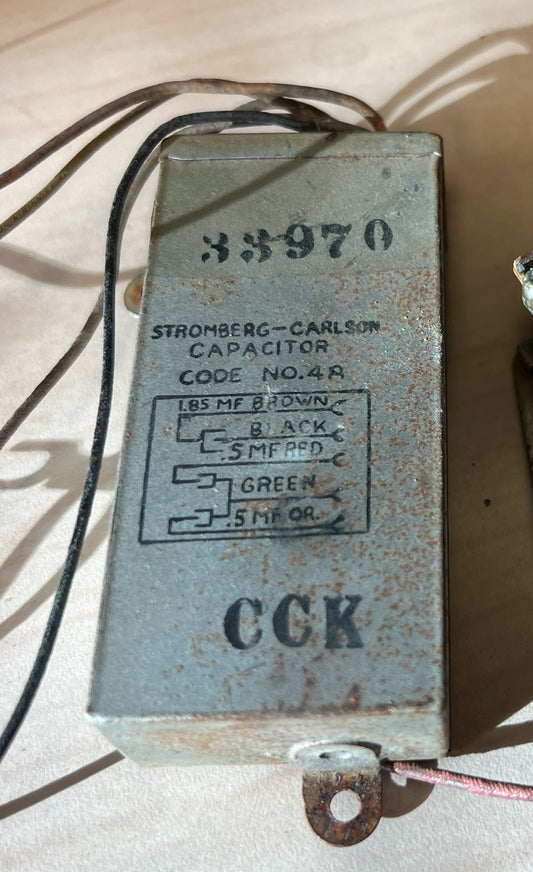 33970
STROMBERG-CARLSON
CAPACITOR
CODE NO.48
1.85 MF BROWN
BLACK
.5 MF RED
GREEN
.5 MF OR.
CCK